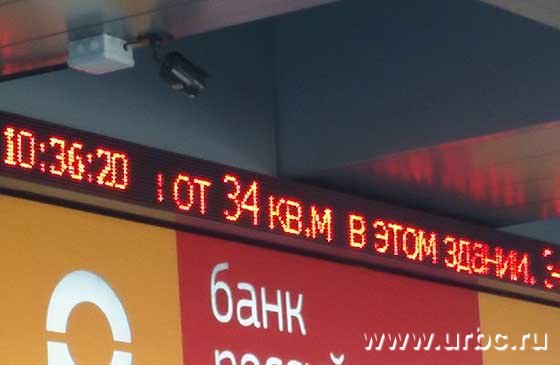 10:36:20 от 34 кв.м в этом здании.
банк
www.urbc.ru